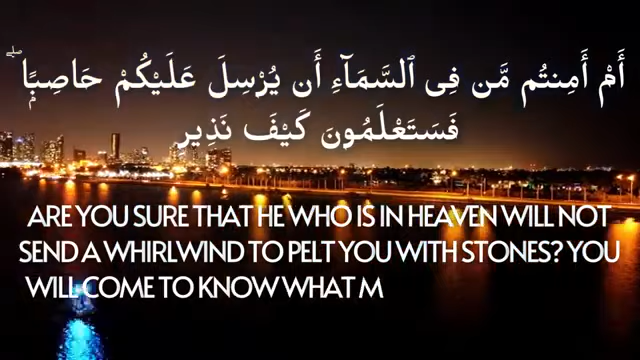 أَمْ أَمِنتُم مَّن فِى ٱلسَّمَآءِ أَن يُرْسِلَ عَلَيْكُمْ حَاصِبًۭا ۖ
فَسَتَعْلَمُونَ كَيْفَ نَذِيرِ
ARE YOU SURE THAT HE WHO IS IN HEAVEN WILL NOT
SEND A WHIRLWIND TO PELT YOU WITH STONES? YOU
WILL COME TO KNOW WHAT M